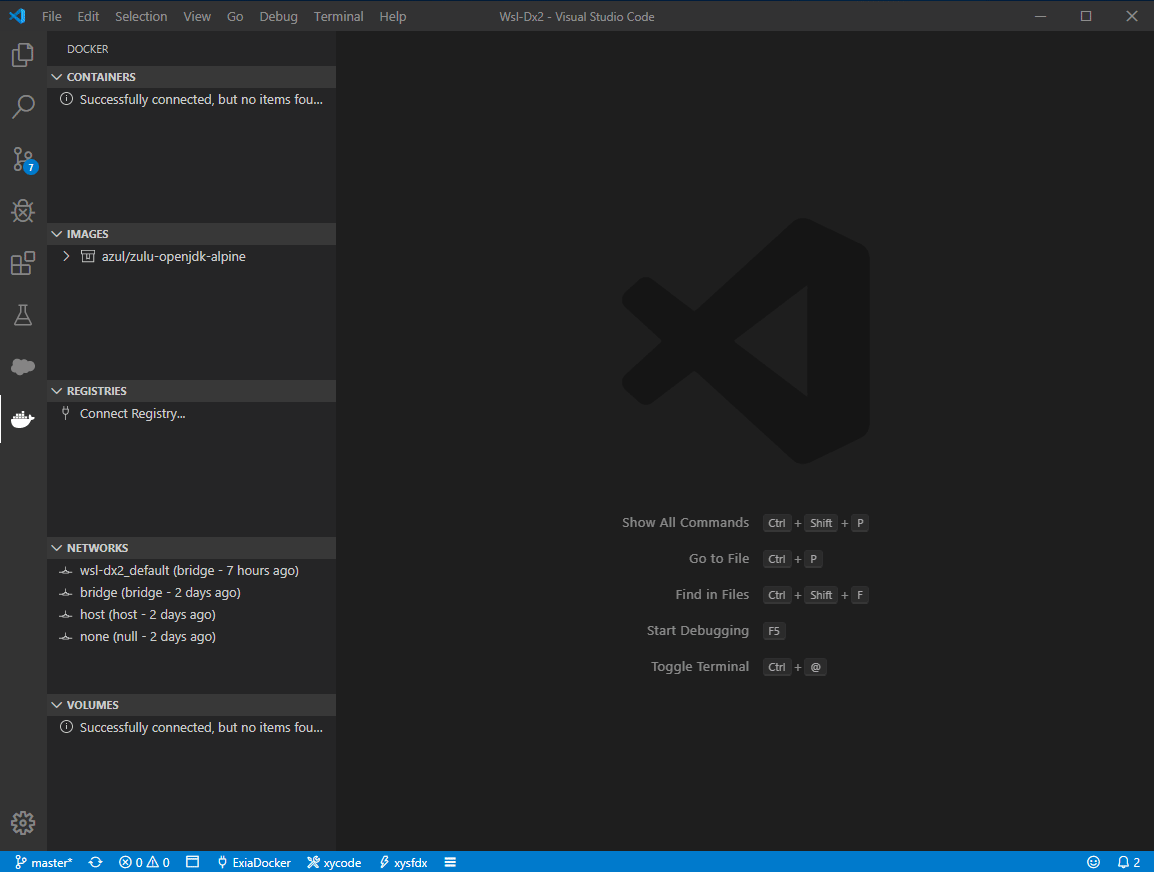 File Edit Selection View Go Debug Terminal Help Wsl-Dx2 - Visual Studio Code
DOCKER
CONTAINERS
Successfully connected, but no items fou...
7
IMAGES
azul/zulu-openjdk-alpine
REGISTRIES
Connect Registry...
NETWORKS
wsl-dx2_default (bridge - 7 hours ago)
bridge (bridge - 2 days ago)
host (host - 2 days ago)
none (null - 2 days ago)
VOLUMES
Successfully connected, but no items fou...
Show All Commands Ctrl + Shift + P
Go to File Ctrl + P
Find in Files Ctrl + Shift + F
Start Debugging F5
Toggle Terminal Ctrl + @
master* 0 0 ExiaDocker xycode xysfdx 2